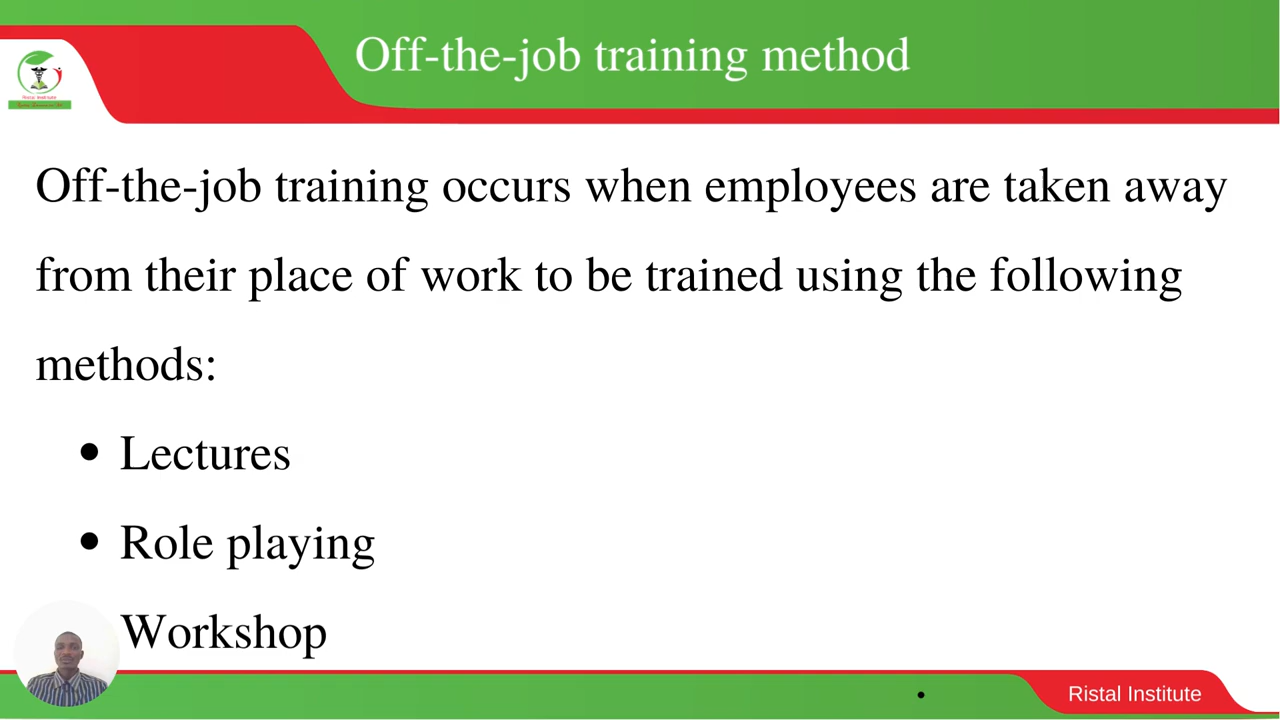 Off-the-job training method
Off-the-job training occurs when employees are taken away
from their place of work to be trained using the following
methods:
• Lectures
• Role playing
Workshop
•
Ristal Institute